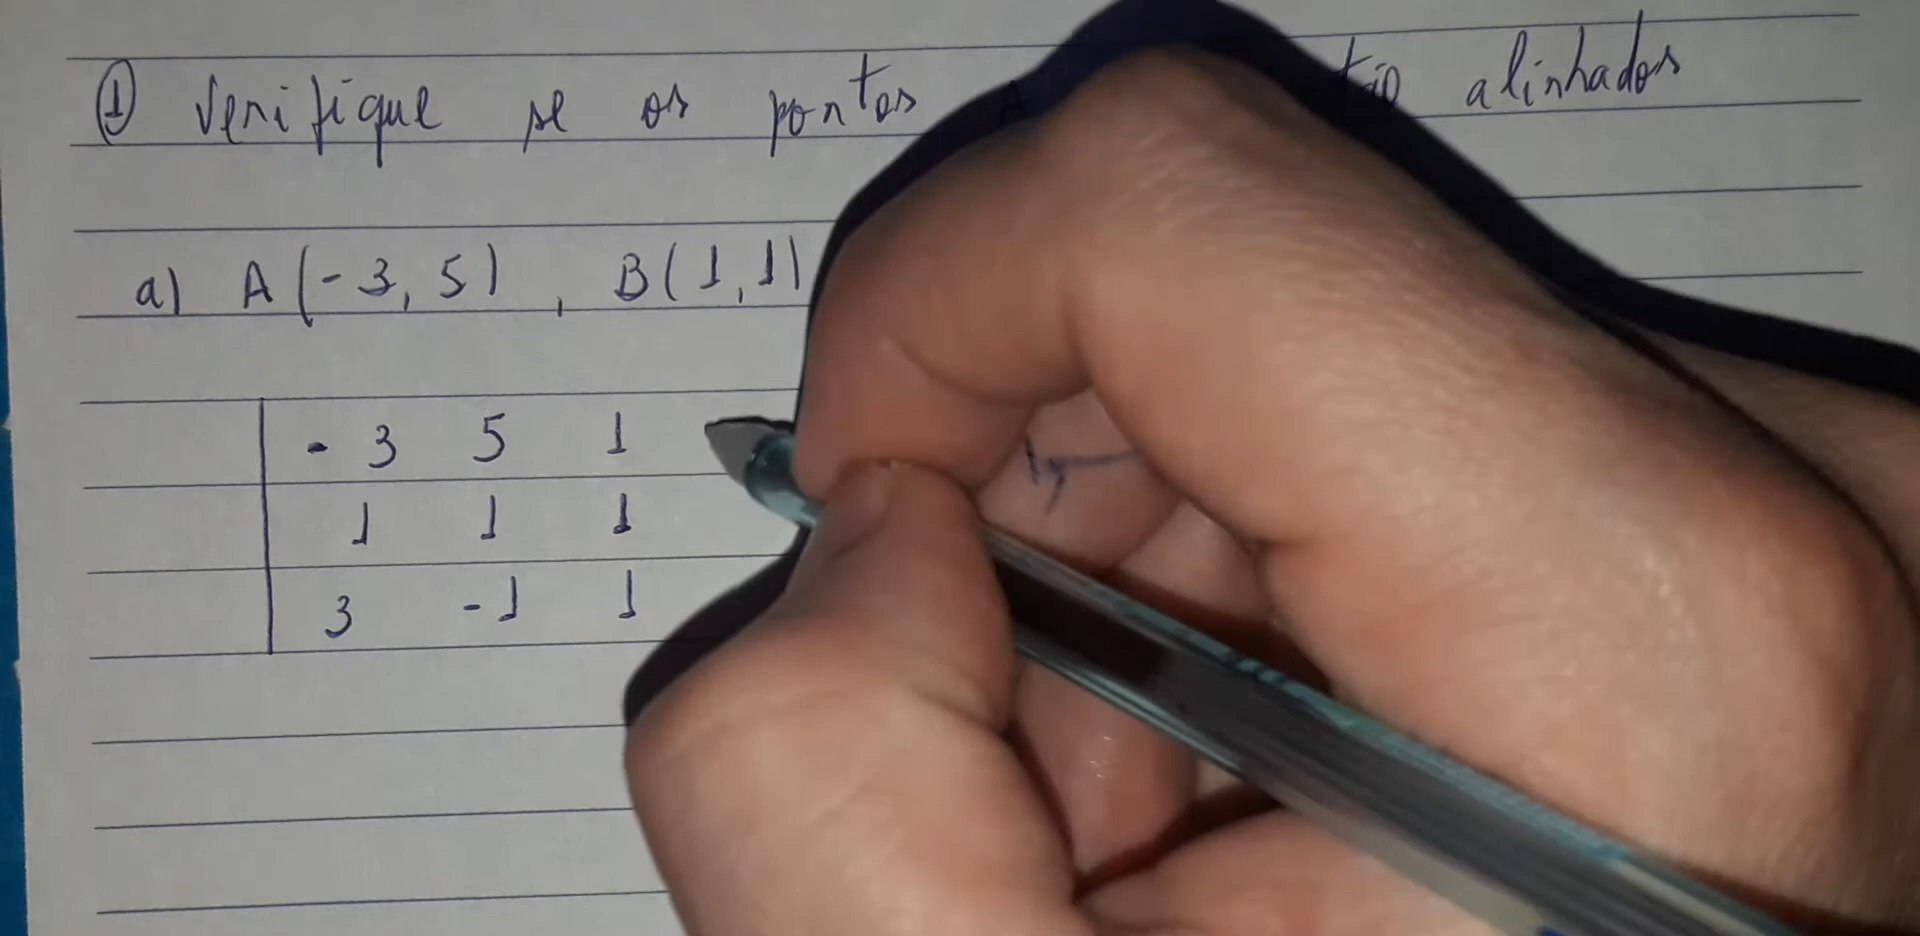 ① Verifique se os pontos A alinhados
a) A(-3, 5) , B(1, 1)
- 3 5 1
1 1 1
3 -1 1